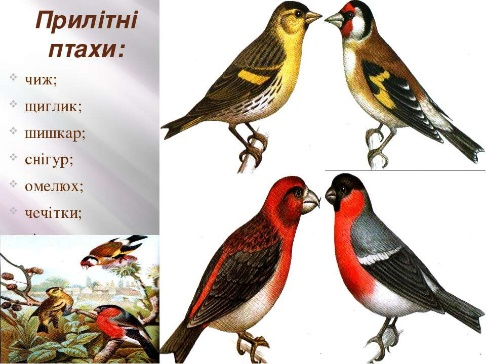 Прилітні
птахи:
чиж;
щиглик;
шишкар;
снігур;
омелюх;
чечітки;